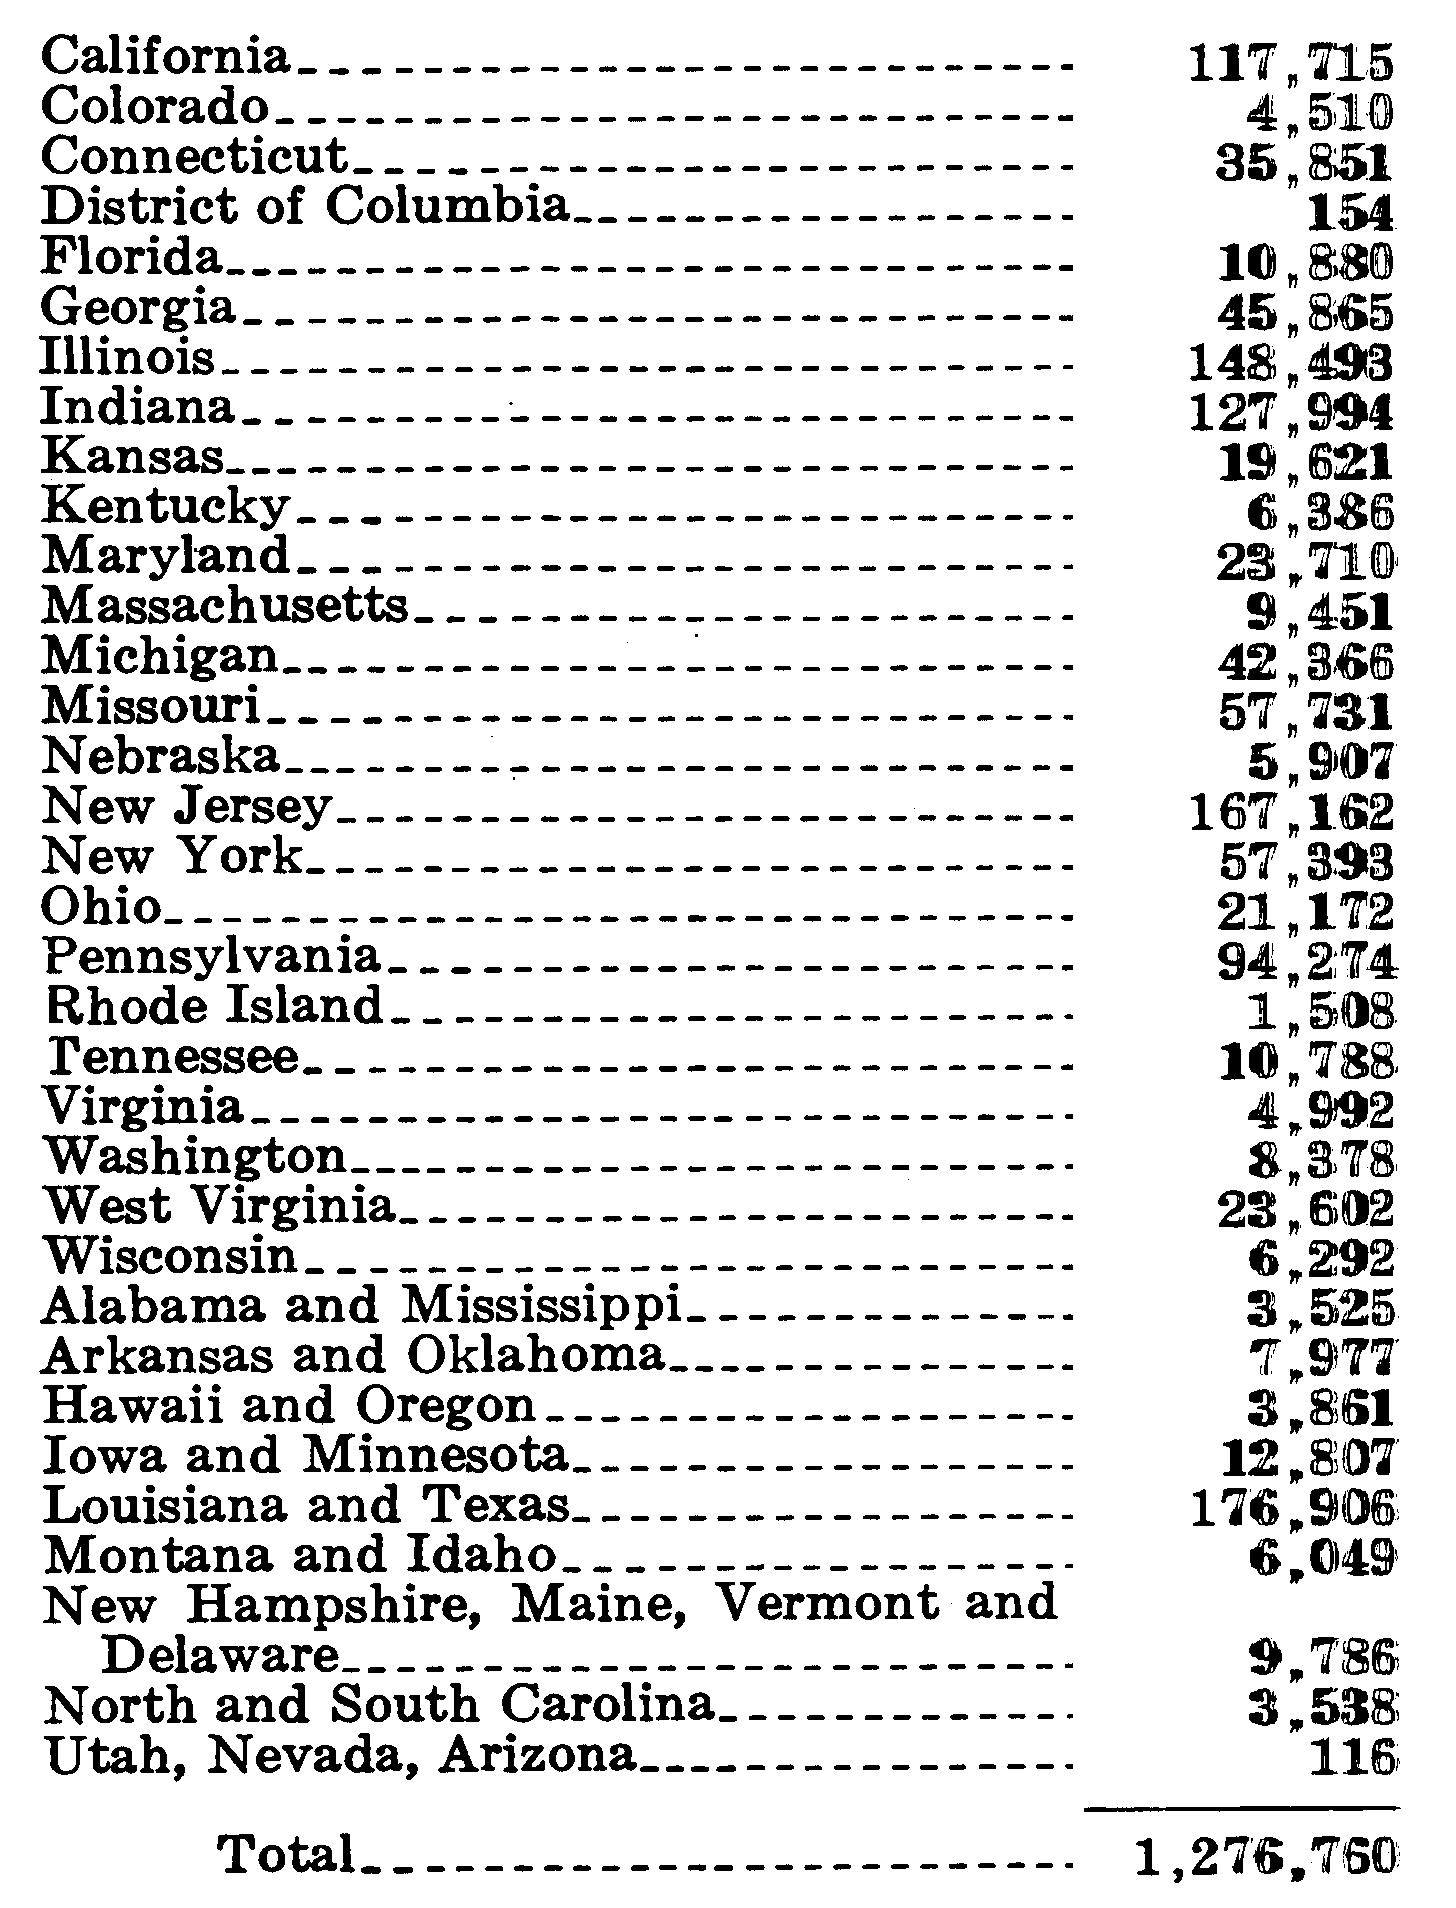 California 117,715
Colorado 4,510
Connecticut 35,851
District of Columbia 154
Florida 10,880
Georgia 45,865
Illinois 148,493
Indiana 127,994
Kansas 19,621
Kentucky 6,386
Maryland 23,710
Massachusetts 9,451
Michigan 42,366
Missouri 57,731
Nebraska 5,907
New Jersey 167,162
New York 57,393
Ohio 21,172
Pennsylvania 94,274
Rhode Island 1,508
Tennessee 10,788
Virginia 4,992
Washington 8,378
West Virginia 23,602
Wisconsin 6,292
Alabama and Mississippi 3,525
Arkansas and Oklahoma 7,977
Hawaii and Oregon 3,861
Iowa and Minnesota 12,807
Louisiana and Texas 176,906
Montana and Idaho 6,049
New Hampshire, Maine, Vermont and
Delaware 9,786
North and South Carolina 3,538
Utah, Nevada, Arizona 116
Total 1,276,760